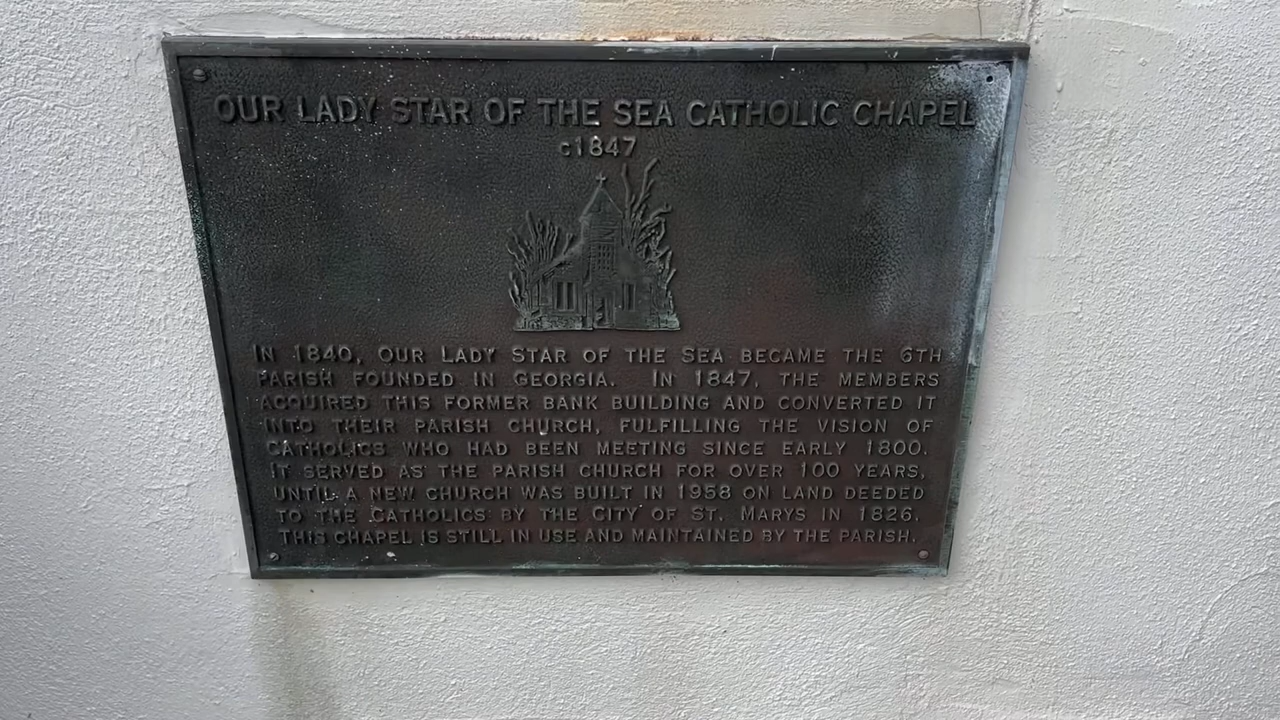 OUR LADY STAR OF THE SEA CATHOLIC CHAPEL
c1847
IN 1840, OUR LADY STAR OF THE SEA BECAME THE 6TH
PARISH FOUNDED IN GEORGIA. IN 1847, THE MEMBERS
ACQUIRED THIS FORMER BANK BUILDING AND CONVERTED IT
INTO THEIR PARISH CHURCH, FULFILLING THE VISION OF
CATHOLICS WHO HAD BEEN MEETING SINCE EARLY 1800.
IT SERVED AS THE PARISH CHURCH FOR OVER 100 YEARS,
UNTIL A NEW CHURCH WAS BUILT IN 1958 ON LAND DEEDED
TO THE CATHOLICS BY THE CITY OF ST. MARYS IN 1826.
THIS CHAPEL IS STILL IN USE AND MAINTAINED BY THE PARISH.